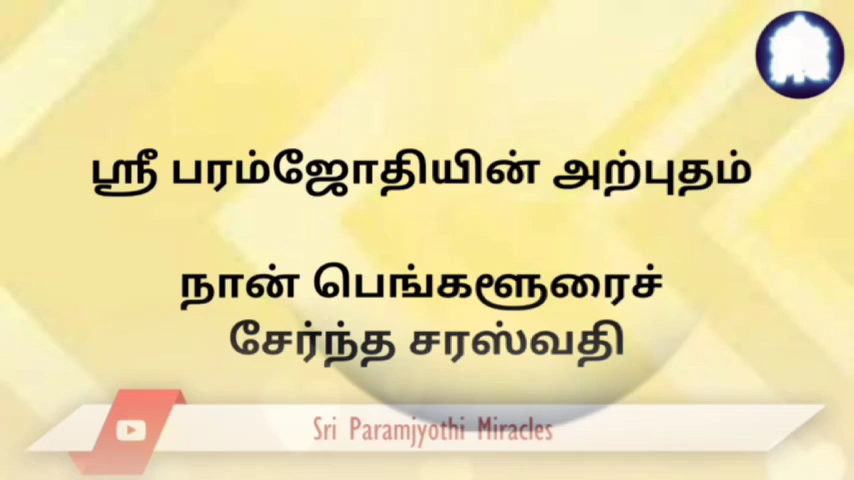 ஸ்ரீ பரம்ஜோதியின் அற்புதம்
நான் பெங்களூரைச்
சேர்ந்த சரஸ்வதி
Sri Paramjyothi Miracles